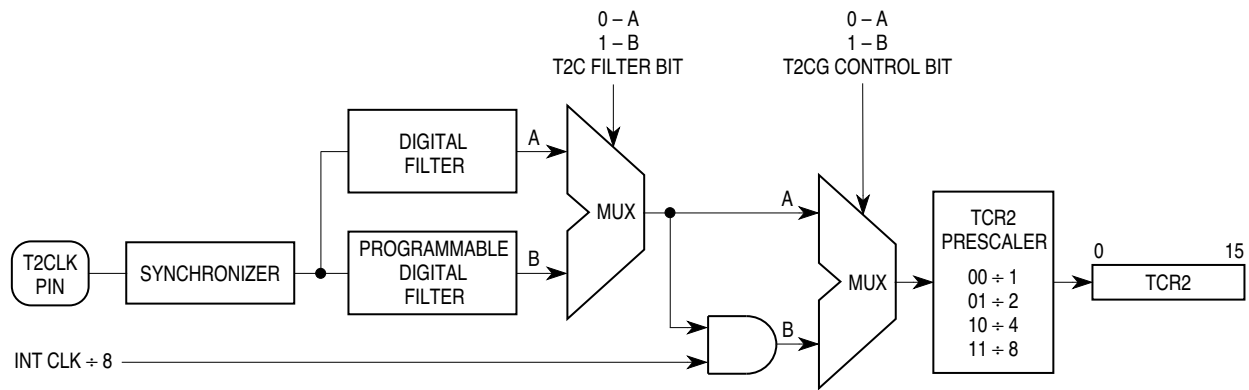 0 – A
1 – B
T2C FILTER BIT
0 – A
1 – B
T2CG CONTROL BIT
DIGITAL
FILTER
A
MUX
A
TCR2
PRESCALER
00 ÷ 1
01 ÷ 2
10 ÷ 4
11 ÷ 8
T2CLK
PIN
SYNCHRONIZER
PROGRAMMABLE
DIGITAL
FILTER
B
MUX
0 15
TCR2
B
INT CLK ÷ 8